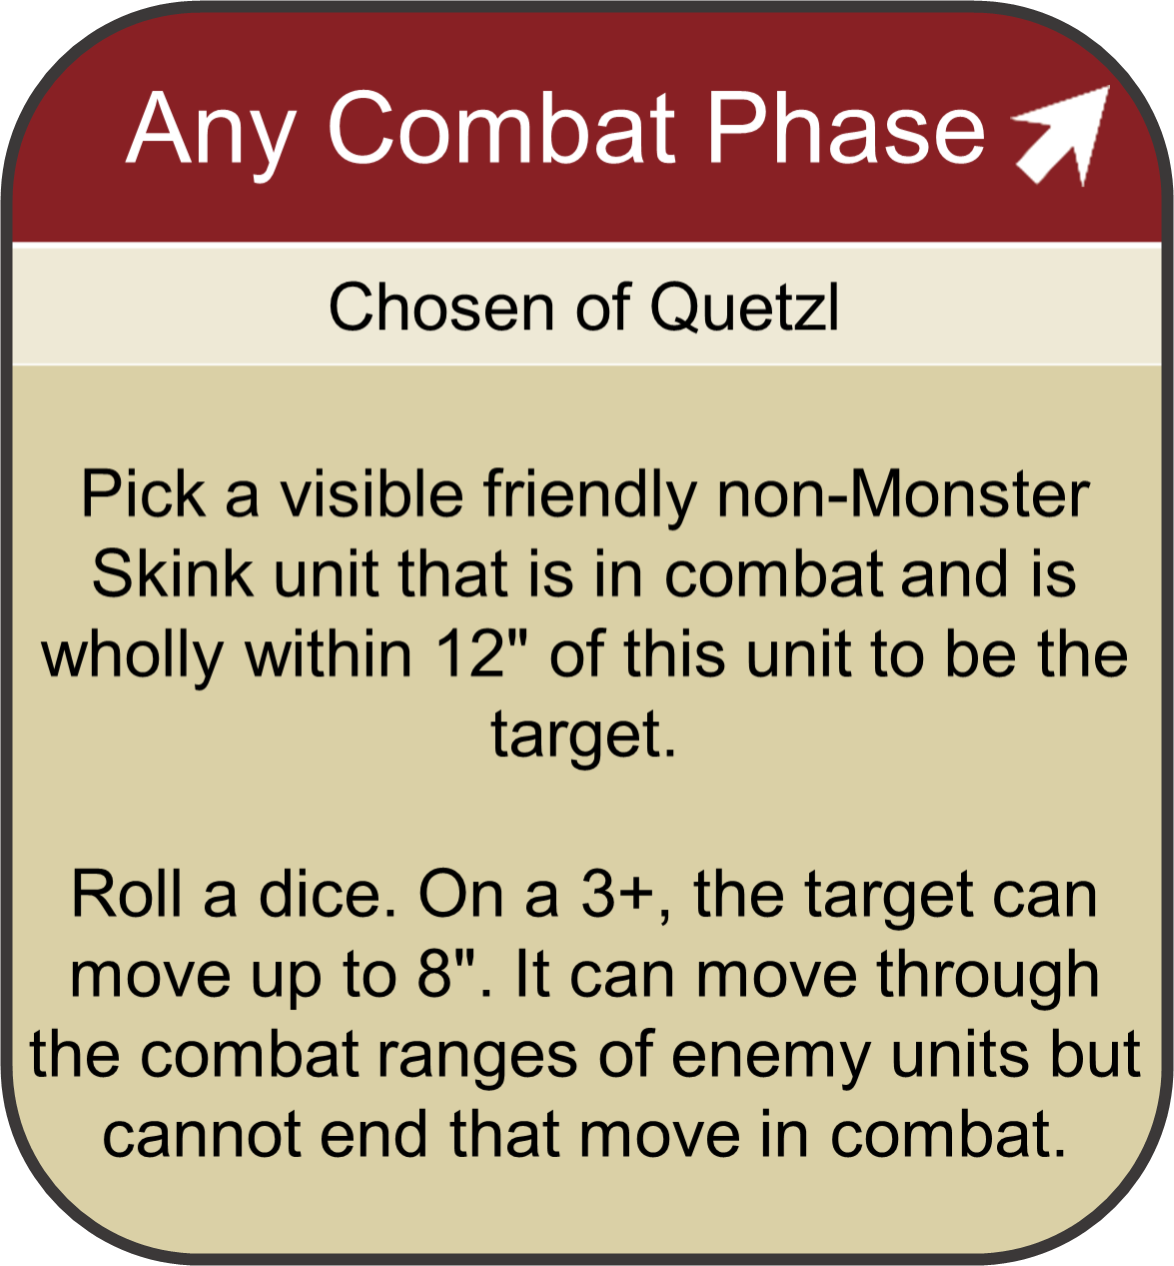 Any Combat Phase
Chosen of Quetzl
Pick a visible friendly non-Monster
Skink unit that is in combat and is
wholly within 12" of this unit to be the
target.
Roll a dice. On a 3+, the target can
move up to 8". It can move through
the combat ranges of enemy units but
cannot end that move in combat.